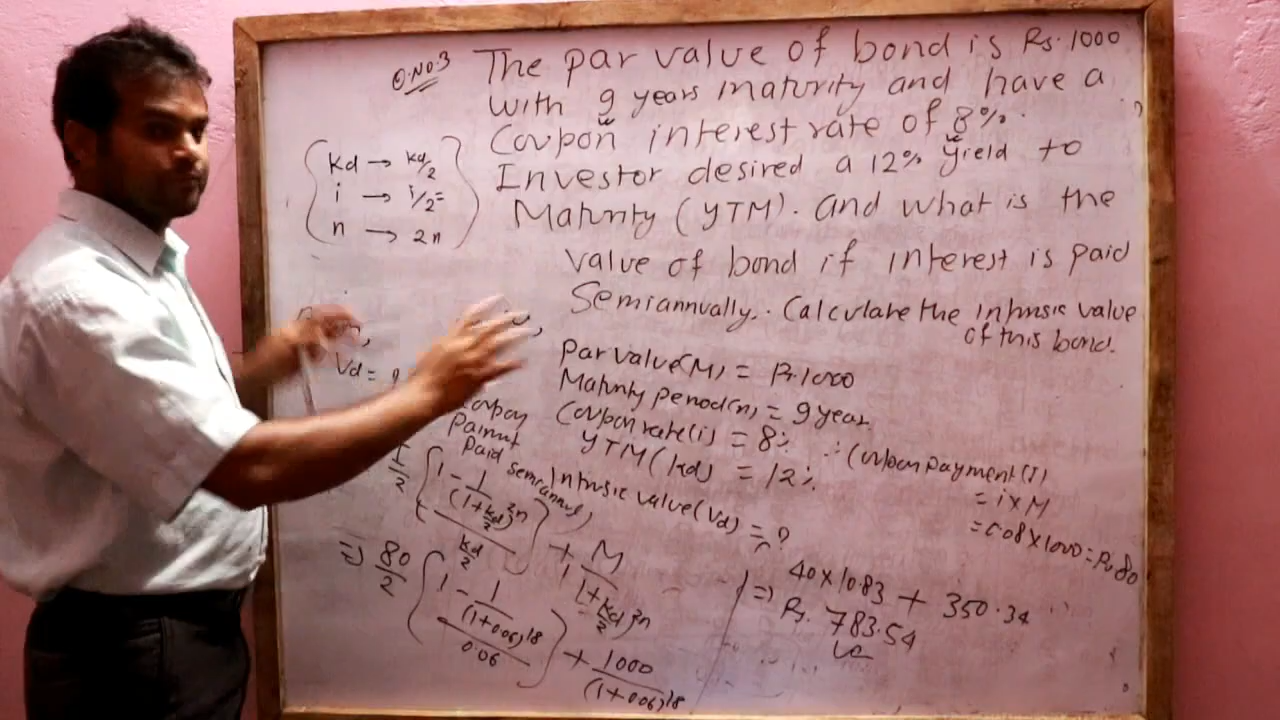 Q.NO.3 The par value of bond is Rs.1000
with 9 years maturity and have a
Coupon interest rate of 8%.
Investor desired a 12% yield to
Maturity (YTM). and what is the
value of bond if interest is paid
Semiannually. Calculate the intrinsic value
of this bond.
kd → kd/2
i → i/2=
n → 2n
Par value(M) = Rs.1000
Maturity period(n) = 9 year
Coupon rate(i) = 8%
YTM(kd) = 12%
Intrinsic value(Vd) = ?
∴ Coupon payment(I)
= i×M
= 0.08×1000 = Rs.80
Vd =
Coupon
Paid semiannuly
I/2 [1 - 1/(1+kd/2)^2n / kd/2] + M/(1+kd/2)^2n
=) 80/2 [1 - 1/(1+0.06)18 / 0.06] + 1000/(1+006)18
=) 40×10.83 + 350.34
Rs. 783.54